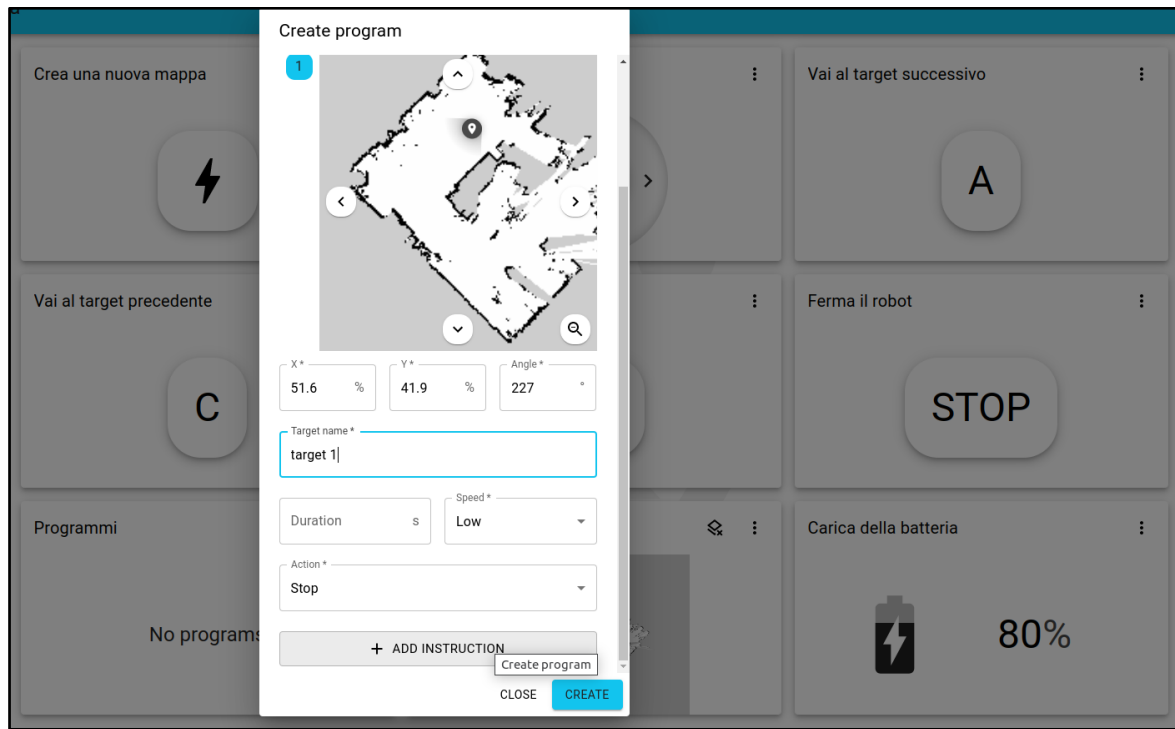 Create program
Crea una nuova mappa
1
Vai al target successivo
A
X *
51.6 %
Y *
41.9 %
Angle *
227 °
Vai al target precedente
C
Ferma il robot
STOP
Target name *
target 1
Duration s
Speed *
Low
Action *
Stop
Programmi
No programs
+ ADD INSTRUCTION
Create program
CLOSE
CREATE
Carica della batteria
80%